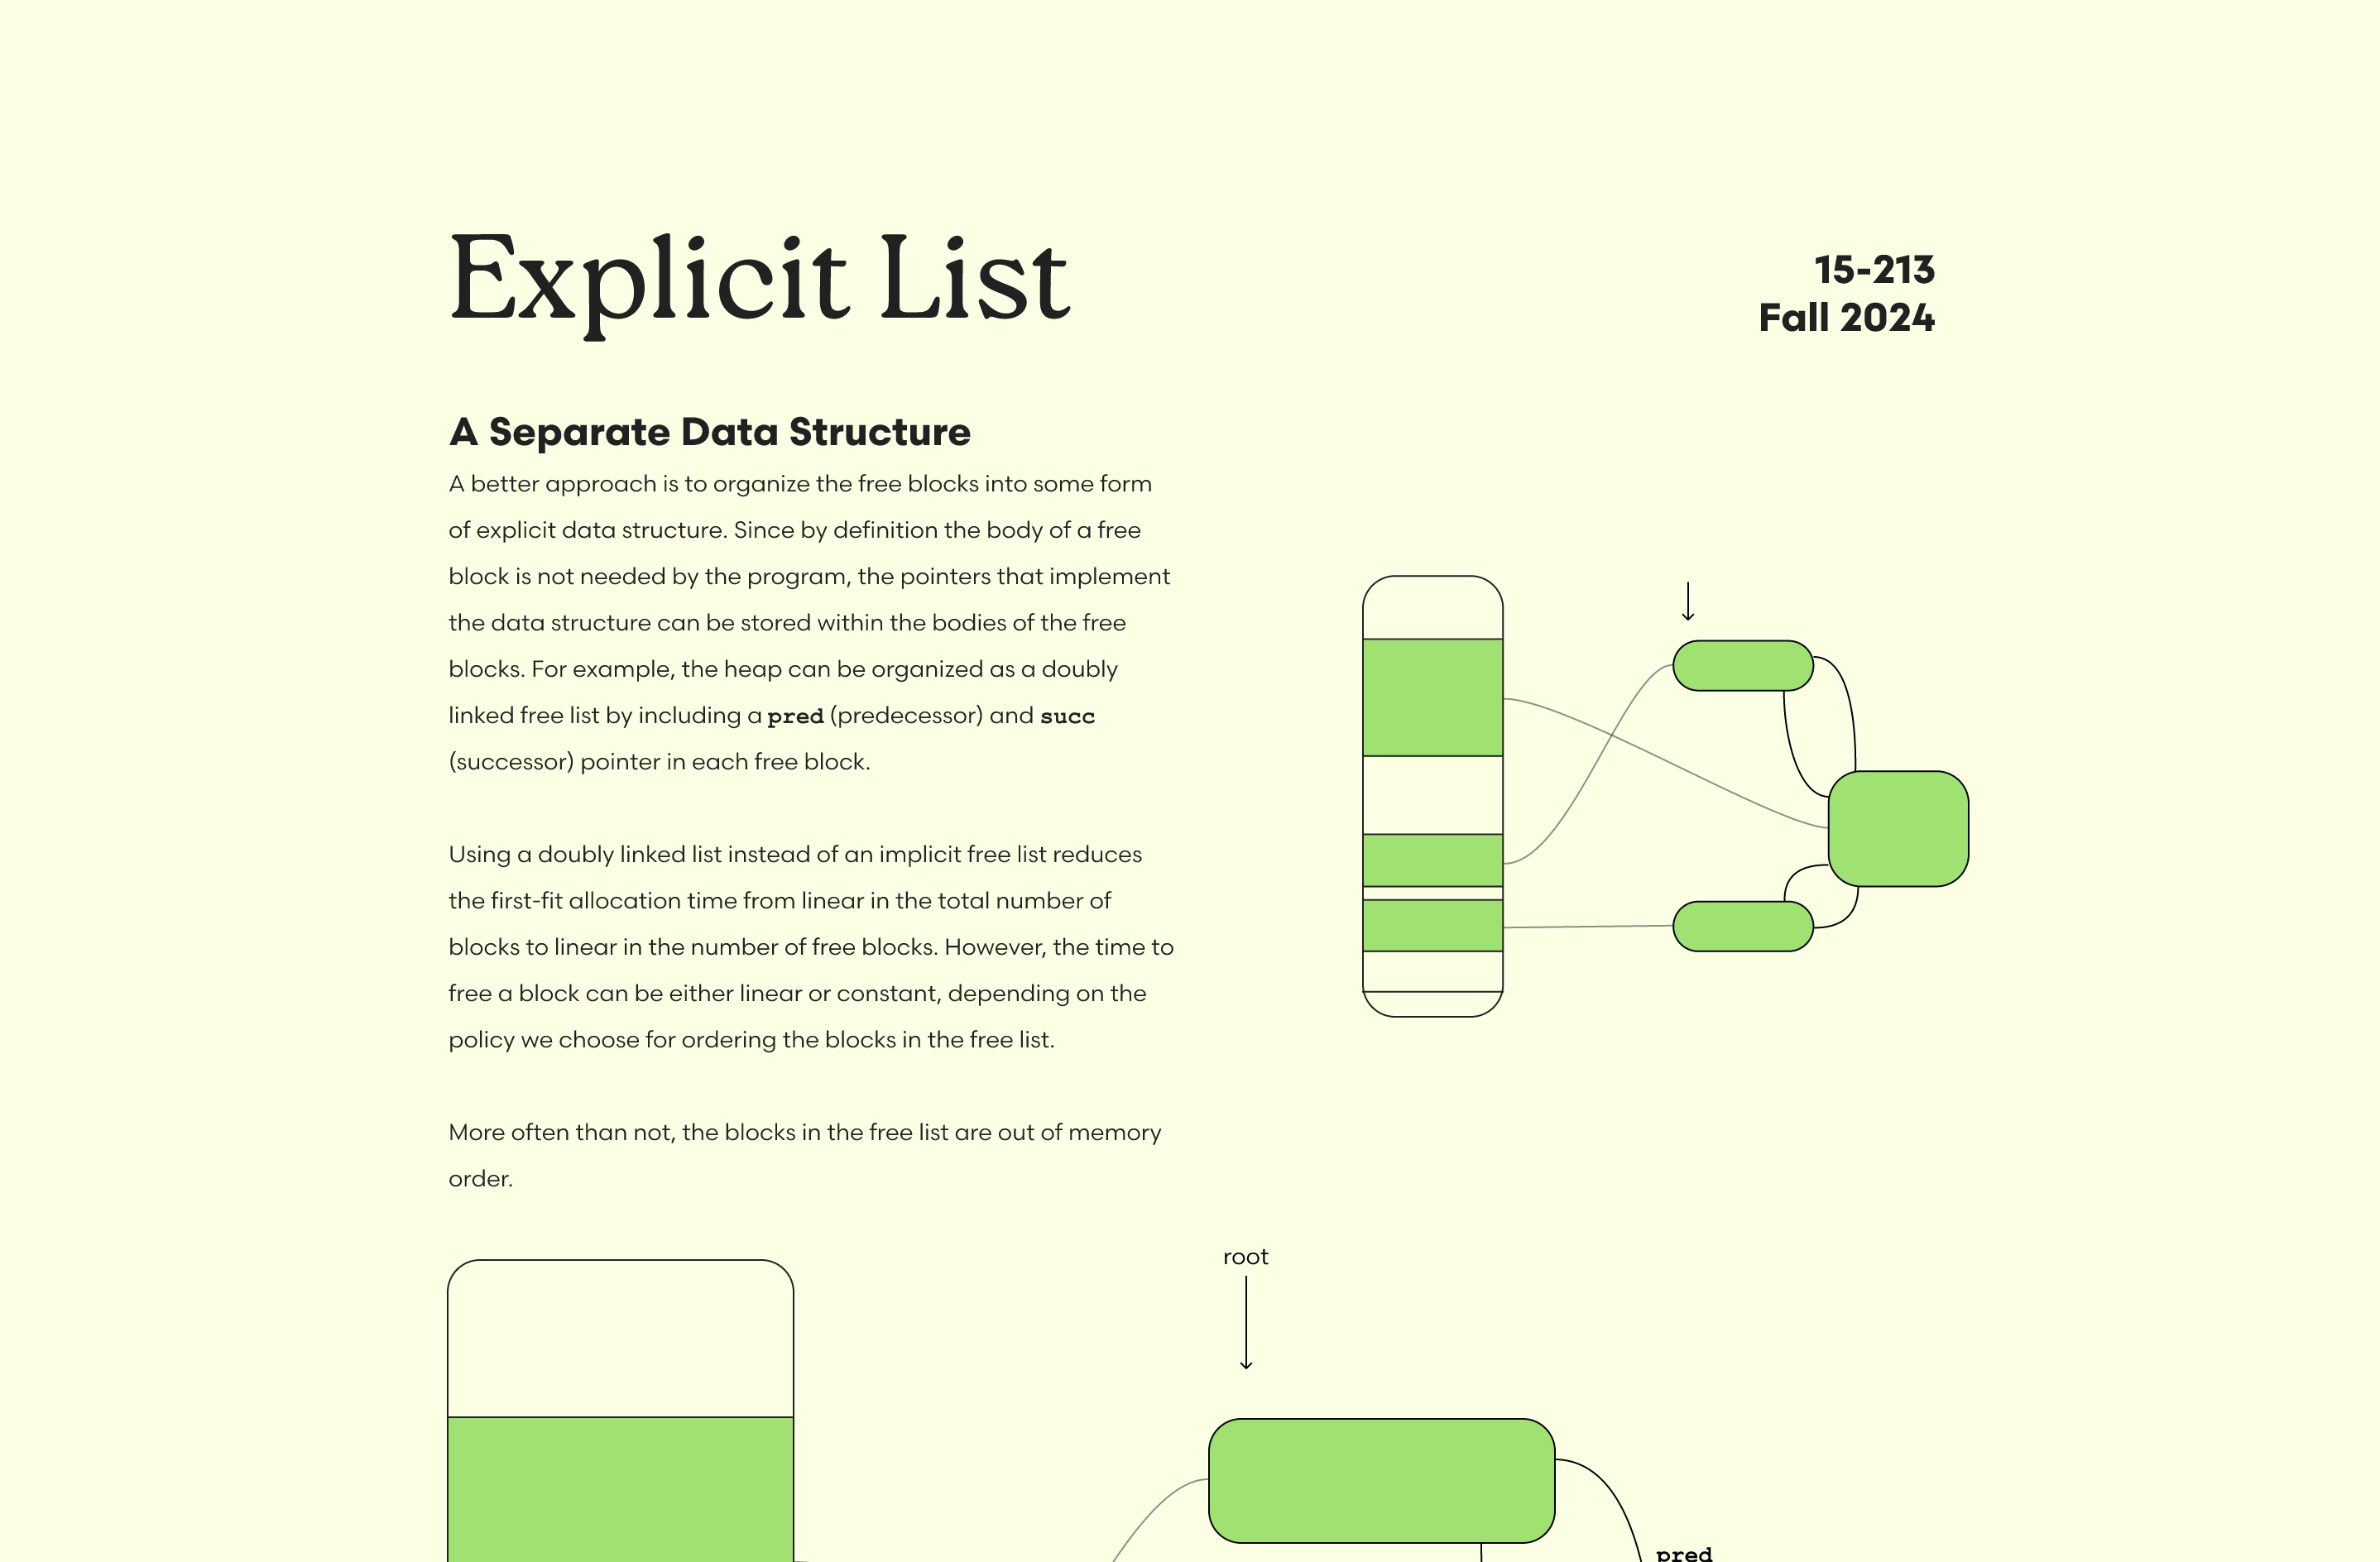 Explicit List
15-213
Fall 2024
A Separate Data Structure
A better approach is to organize the free blocks into some form
of explicit data structure. Since by definition the body of a free
block is not needed by the program, the pointers that implement
the data structure can be stored within the bodies of the free
blocks. For example, the heap can be organized as a doubly
linked free list by including a pred (predecessor) and succ
(successor) pointer in each free block.
Using a doubly linked list instead of an implicit free list reduces
the first-fit allocation time from linear in the total number of
blocks to linear in the number of free blocks. However, the time to
free a block can be either linear or constant, depending on the
policy we choose for ordering the blocks in the free list.
More often than not, the blocks in the free list are out of memory
order.
root
pred